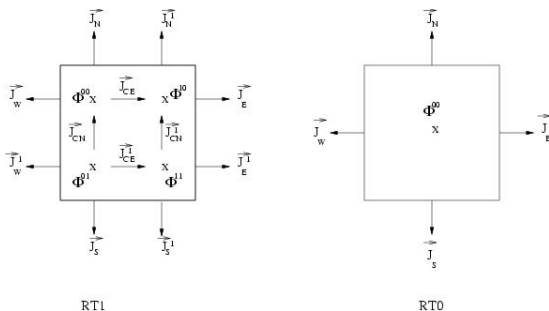 J_N J_N^1 J_N
Φ^00 J_CE Φ^10
x x
J_W J_E
Φ^00
J_CN J_CN^1
x
J_W J_E
J_W^1 J_CE^1 J_E^1
x x
Φ^01 Φ^11
J_S J_S^1 J_S
RT1 RT0